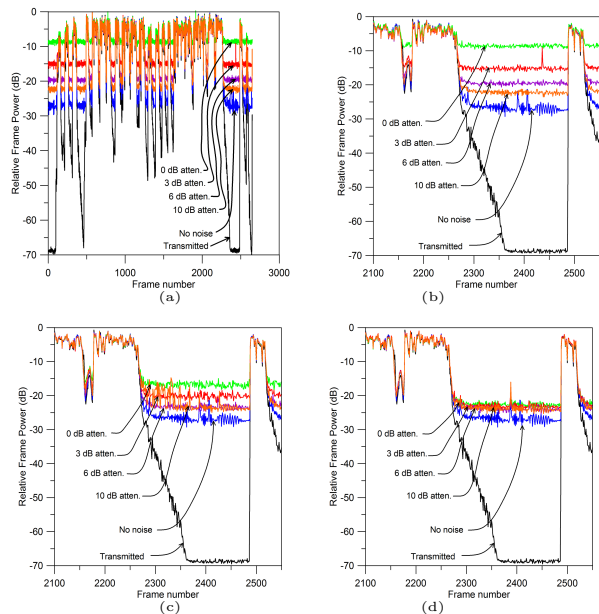 0
-10
-20
-30
-40
-50
-60
-70
Relative Frame Power (dB)
0 dB atten.
3 dB atten.
6 dB atten.
10 dB atten.
No noise
Transmitted
0 1000 2000 3000
Frame number
(a)
0
-10
-20
-30
-40
-50
-60
-70
Relative Frame Power (dB)
0 dB atten.
3 dB atten.
6 dB atten.
10 dB atten.
No noise
Transmitted
2100 2200 2300 2400 2500
Frame number
(b)
0
-10
-20
-30
-40
-50
-60
-70
Relative Frame Power (dB)
0 dB atten.
3 dB atten.
6 dB atten.
10 dB atten.
No noise
Transmitted
2100 2200 2300 2400 2500
Frame number
(c)
0
-10
-20
-30
-40
-50
-60
-70
Relative Frame Power (dB)
0 dB atten.
3 dB atten.
6 dB atten.
10 dB atten.
No noise
Transmitted
2100 2200 2300 2400 2500
Frame number
(d)